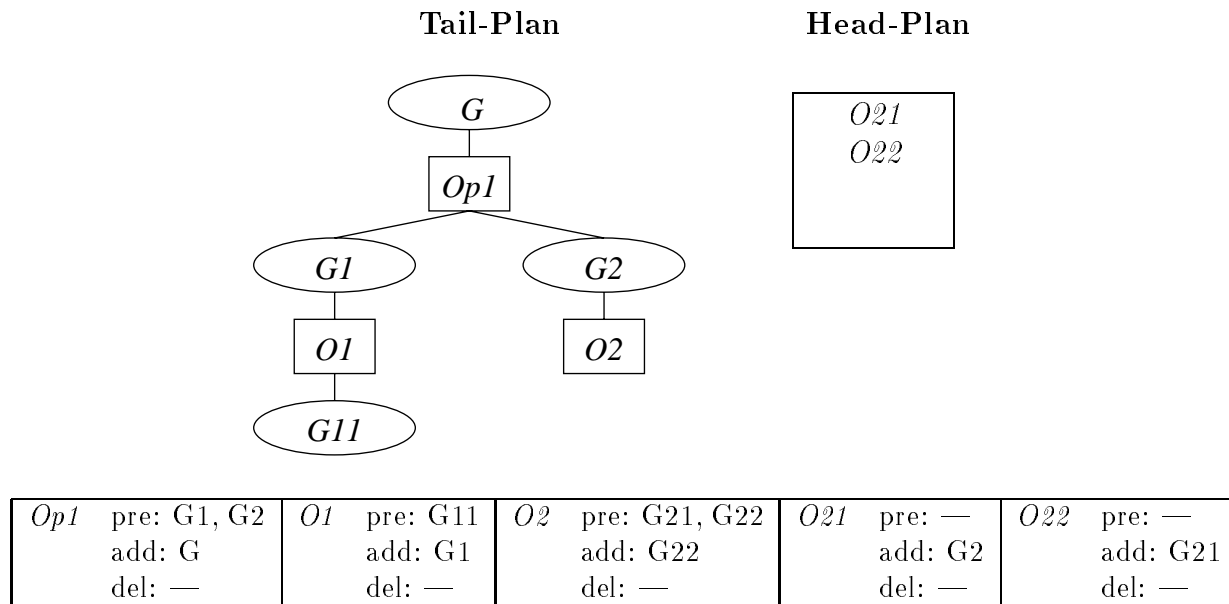 Tail-Plan Head-Plan
G
O21
O22
Op1
G1 G2
O1 O2
G11
Op1 pre: G1, G2 O1 pre: G11 O2 pre: G21, G22 O21 pre: — O22 pre: —
add: G add: G1 add: G22 add: G2 add: G21
del: — del: — del: — del: — del: —